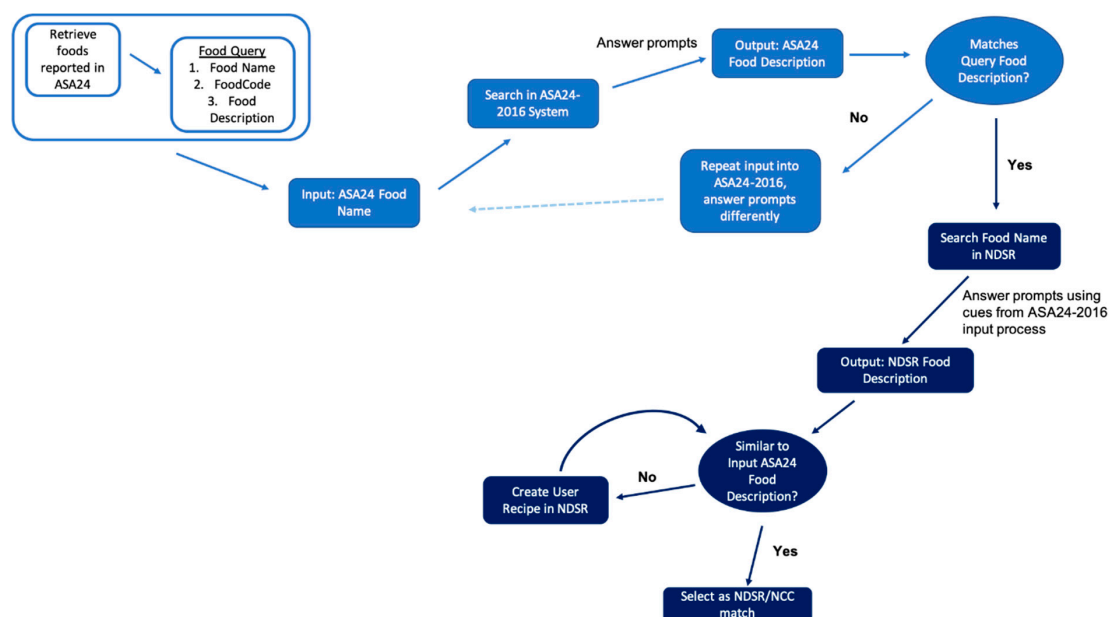 Retrieve
foods
reported in
ASA24
Food Query
1. Food Name
2. FoodCode
3. Food
Description
Input: ASA24 Food
Name
Search in ASA24-
2016 System
Answer prompts
Output: ASA24
Food Description
Matches
Query Food
Description?
No
Repeat input into
ASA24-2016,
answer prompts
differently
Yes
Search Food Name
in NDSR
Answer prompts using
cues from ASA24-2016
input process
Output: NDSR Food
Description
Similar to
Input ASA24
Food
Description?
No
Create User
Recipe in NDSR
Yes
Select as NDSR/NCC
match